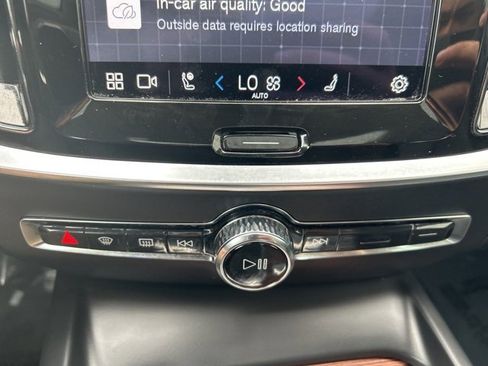 In-car air quality: Good
Outside data requires location sharing
LO
AUTO